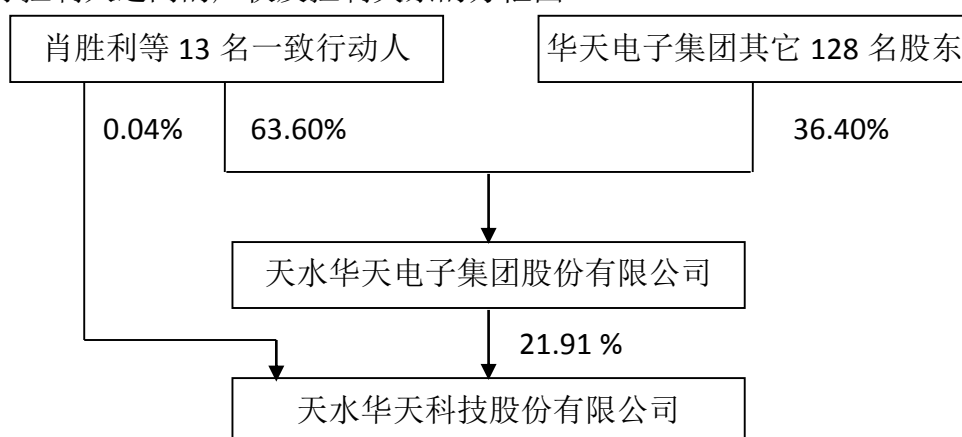 肖胜利等 13 名一致行动人
华天电子集团其它 128 名股东
0.04%
63.60%
36.40%
天水华天电子集团股份有限公司
21.91 %
天水华天科技股份有限公司